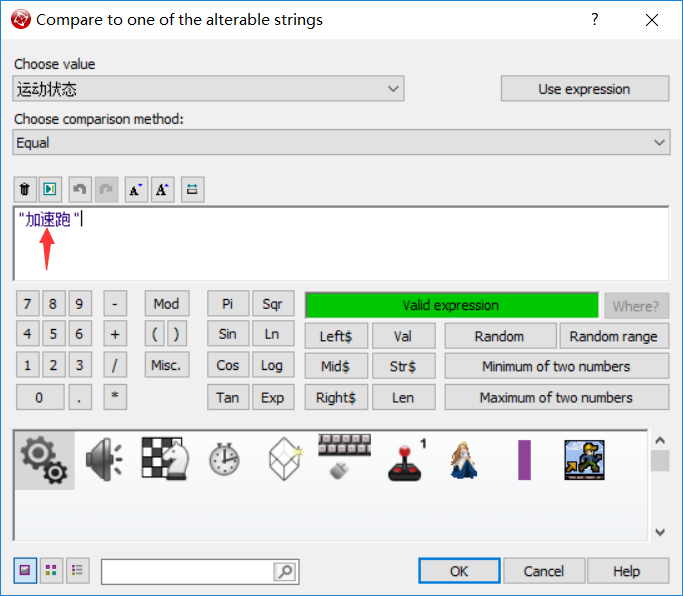 Compare to one of the alterable strings
?
Choose value
运动状态
Use expression
Choose comparison method:
Equal
A A
"加速跑"
7 8 9 - Mod Pi Sqr Valid expression Where?
4 5 6 + ( ) Sin Ln Left$ Val Random Random range
1 2 3 / Misc. Cos Log Mid$ Str$ Minimum of two numbers
0 . * Tan Exp Right$ Len Maximum of two numbers
1
OK Cancel Help